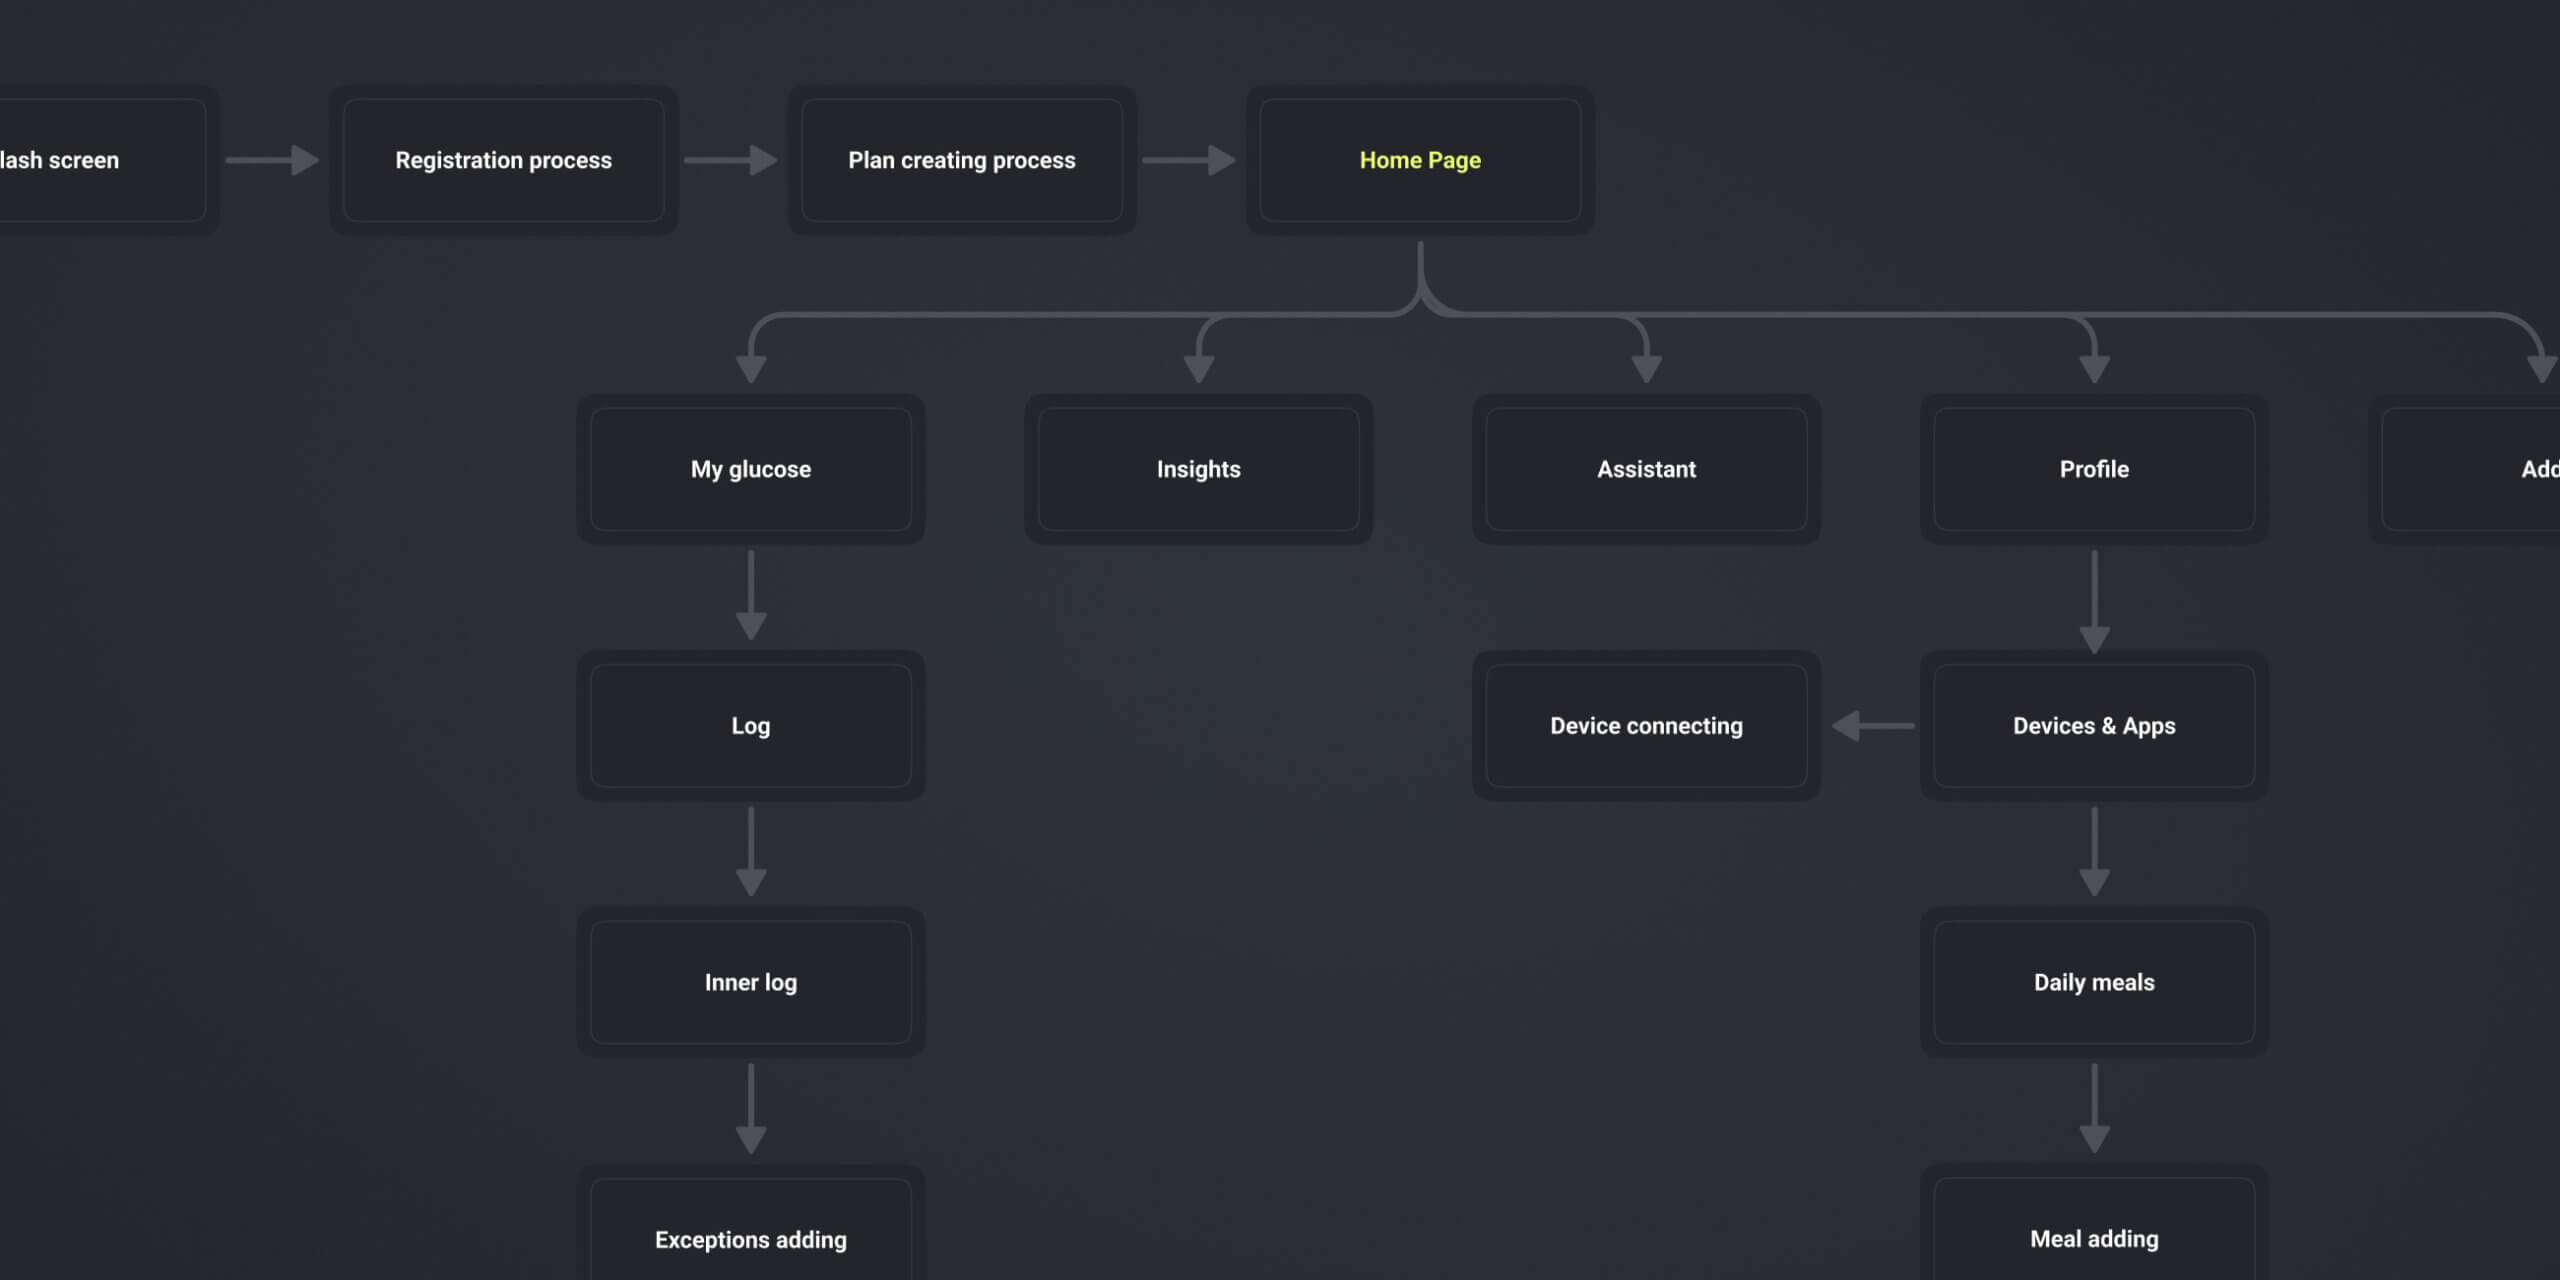 lash screen
Registration process
Plan creating process
Home Page
My glucose
Insights
Assistant
Profile
Add
Log
Device connecting
Devices & Apps
Inner log
Daily meals
Exceptions adding
Meal adding